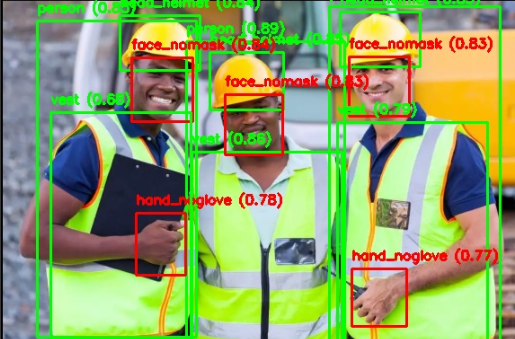 person (0.85)
head_helmet (0.84)
person (0.89)
face_nomask (0.84)
face_nomask (0.83)
face_nomask (0.83)
vest (0.68)
vest (0.79)
vest (0.86)
hand_noglove (0.78)
hand_noglove (0.77)